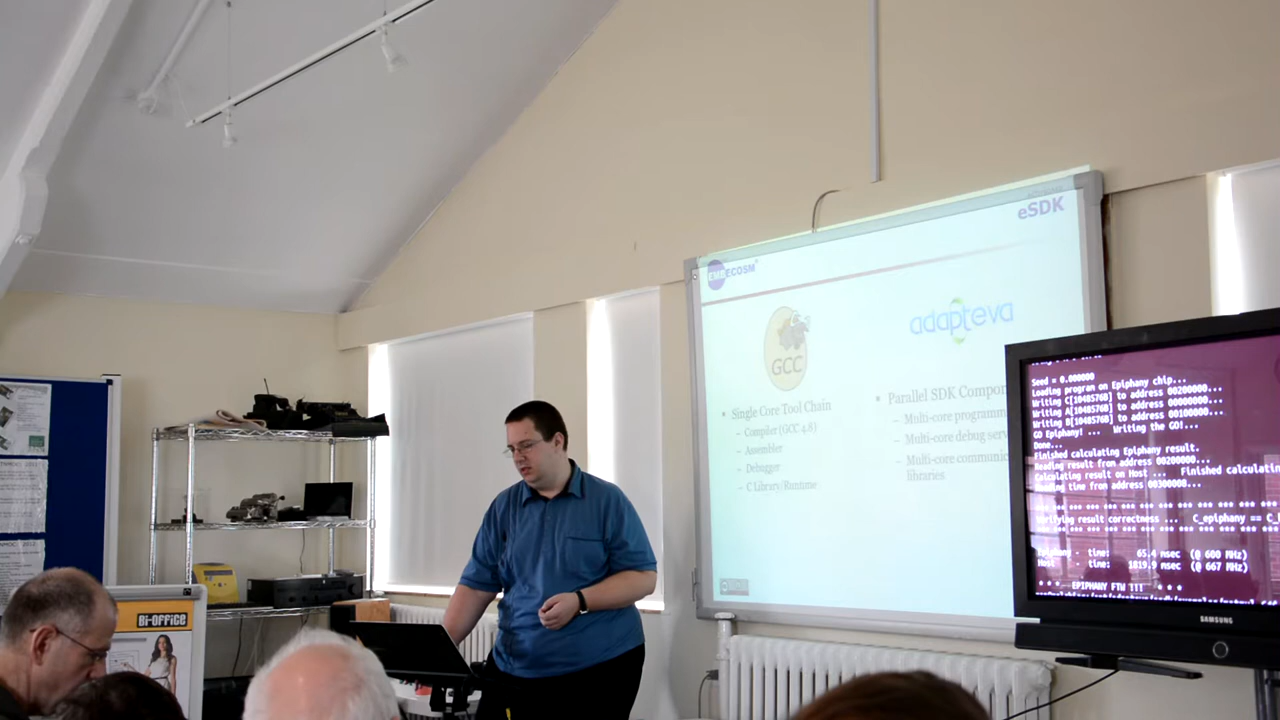 eSDK
EMBECOSM®
GCC
adapteva
• Single Core Tool Chain
– Compiler (GCC 4.8)
– Assembler
– Debugger
– C Library/Runtime
• Parallel SDK Compon
– Multi-core programm
– Multi-core debug serv
– Multi-core communic
libraries
Seed = 0.000000
Loading program on Epiphany chip...
Writing C[1048576B] to address 00200000...
Writing A[1048576B] to address 00000000...
Writing B[1048576B] to address 00100000...
GO Epiphany! ... Writing the GO!...
Done...
Finished calculating Epiphany result.
Reading result from address 00200000...
Calculating result on Host ... Finished calculatin
Reading time from address 00300000...
*** *** *** *** *** *** *** *** *** *** *** ***
Verifying result correctness ... C_epiphany == C_
*** *** *** *** *** *** *** *** *** *** *** ***
Epiphany - time: 65.4 msec (@ 600 MHz)
Host - time: 1819.9 msec (@ 667 MHz)
* * * EPIPHANY FTW !!! * * *
SAMSUNG
Bi-Office